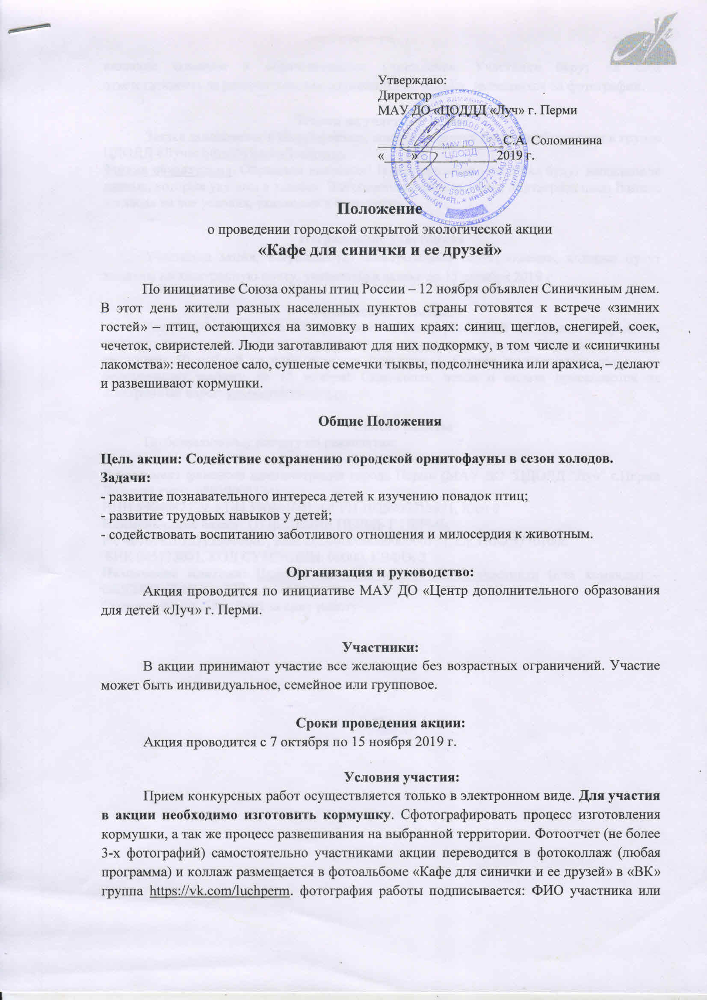 Утверждаю:
Директор
МАУ ДО «ЦОДДД «Луч» г. Перми
С.А. Соломинина
«____»____________2019 г.
МАУ ДО
"ЦДОДД
"Луч"
г. Перми
ИНН 5904082729
Положение
о проведении городской открытой экологической акции
«Кафе для синички и ее друзей»
По инициативе Союза охраны птиц России – 12 ноября объявлен Синичкиным днем.
В этот день жители разных населенных пунктов страны готовятся к встрече «зимних
гостей» – птиц, остающихся на зимовку в наших краях: синиц, щеглов, снегирей, соек,
чечеток, свиристелей. Люди заготавливают для них подкормку, в том числе и «синичкины
лакомства»: несоленое сало, сушеные семечки тыквы, подсолнечника или арахиса, – делают
и развешивают кормушки.
Общие Положения
Цель акции: Содействие сохранению городской орнитофауны в сезон холодов.
Задачи:
- развитие познавательного интереса детей к изучению повадок птиц;
- развитие трудовых навыков у детей;
- содействовать воспитанию заботливого отношения и милосердия к животным.
Организация и руководство:
Акция проводится по инициативе МАУ ДО «Центр дополнительного образования
для детей «Луч» г. Перми.
Участники:
В акции принимают участие все желающие без возрастных ограничений. Участие
может быть индивидуальное, семейное или групповое.
Сроки проведения акции:
Акция проводится с 7 октября по 15 ноября 2019 г.
Условия участия:
Прием конкурсных работ осуществляется только в электронном виде. Для участия
в акции необходимо изготовить кормушку. Сфотографировать процесс изготовления
кормушки, а так же процесс развешивания на выбранной территории. Фотоотчет (не более
3-х фотографий) самостоятельно участниками акции переводится в фотоколлаж (любая
программа) и коллаж размещается в фотоальбоме «Кафе для синички и ее друзей» в «ВК»
группа https://vk.com/luchperm. фотография работы подписывается: ФИО участника или